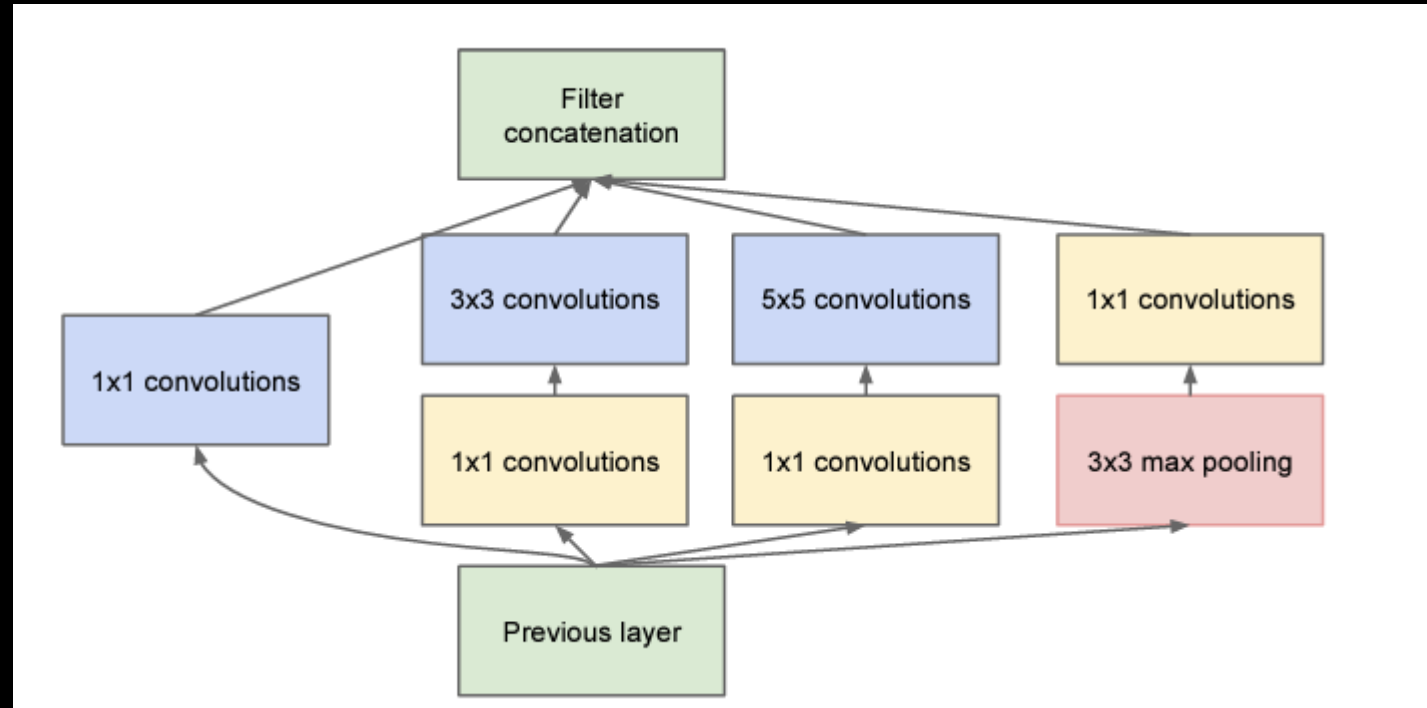 Filter
concatenation
3x3 convolutions
5x5 convolutions
1x1 convolutions
1x1 convolutions
1x1 convolutions
1x1 convolutions
3x3 max pooling
Previous layer